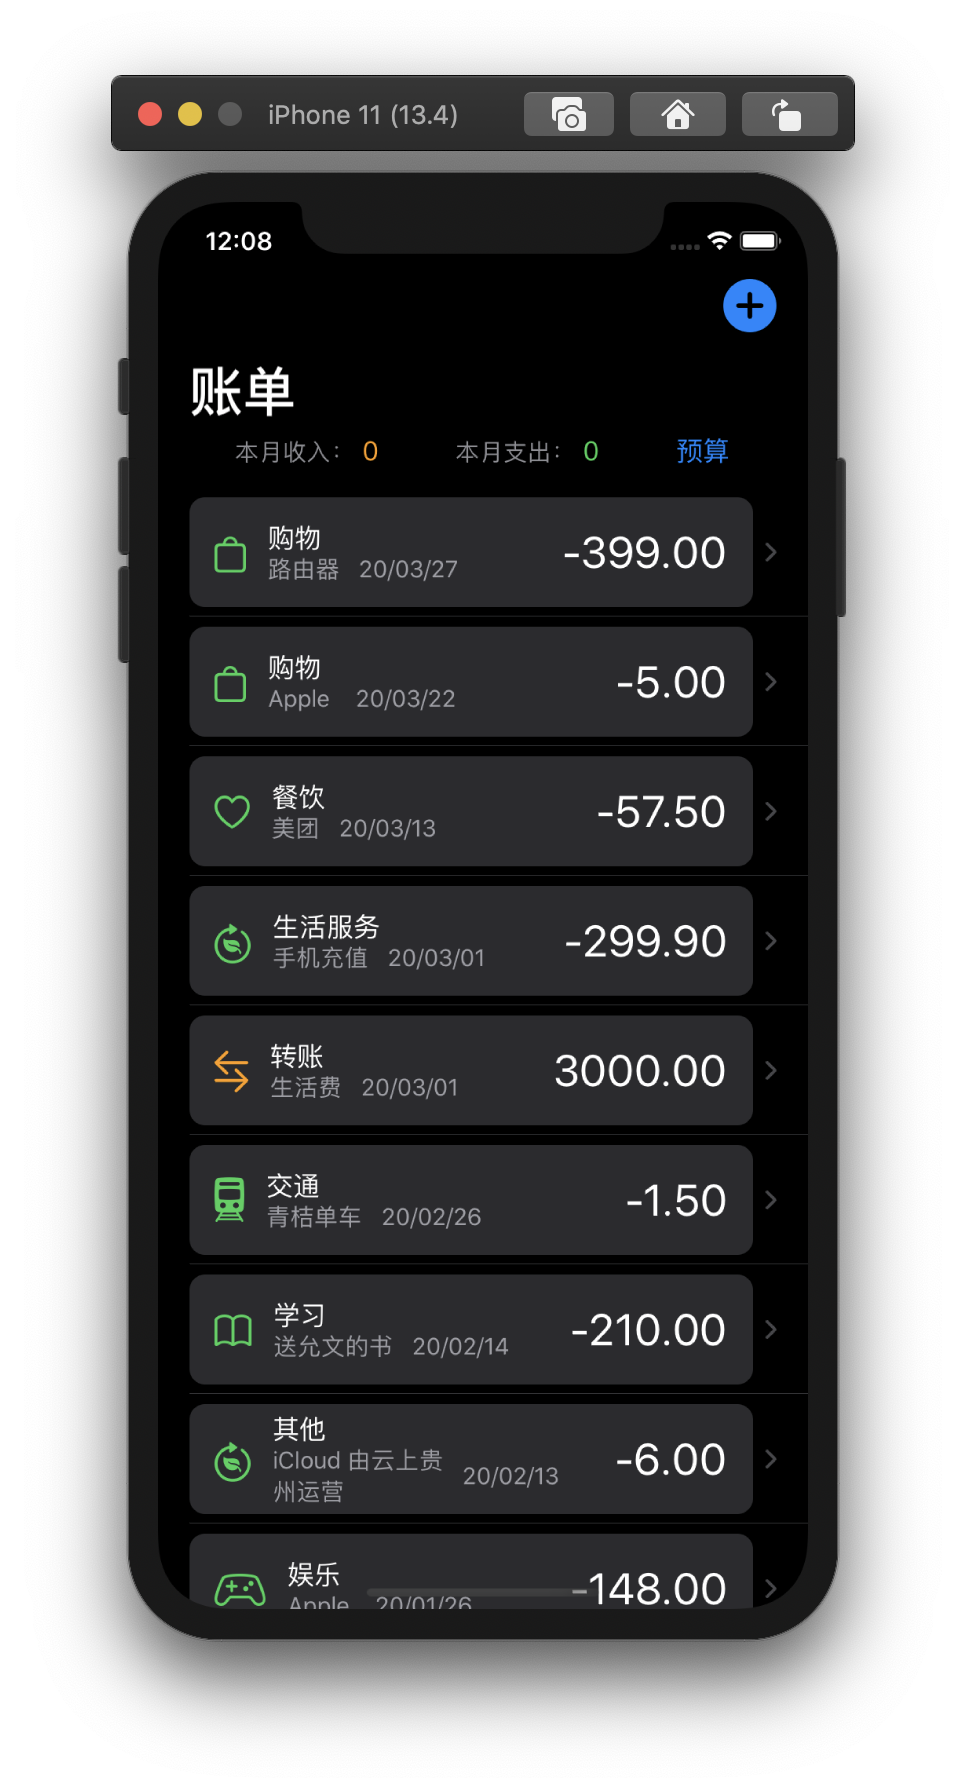 iPhone 11 (13.4)
12:08
账单
本月收入： 0 本月支出： 0 预算
购物
路由器 20/03/27
-399.00
购物
Apple 20/03/22
-5.00
餐饮
美团 20/03/13
-57.50
生活服务
手机充值 20/03/01
-299.90
转账
生活费 20/03/01
3000.00
交通
青桔单车 20/02/26
-1.50
学习
送允文的书 20/02/14
-210.00
其他
iCloud 由云上贵
州运营
20/02/13
-6.00
娱乐
Apple 20/01/26
-148.00